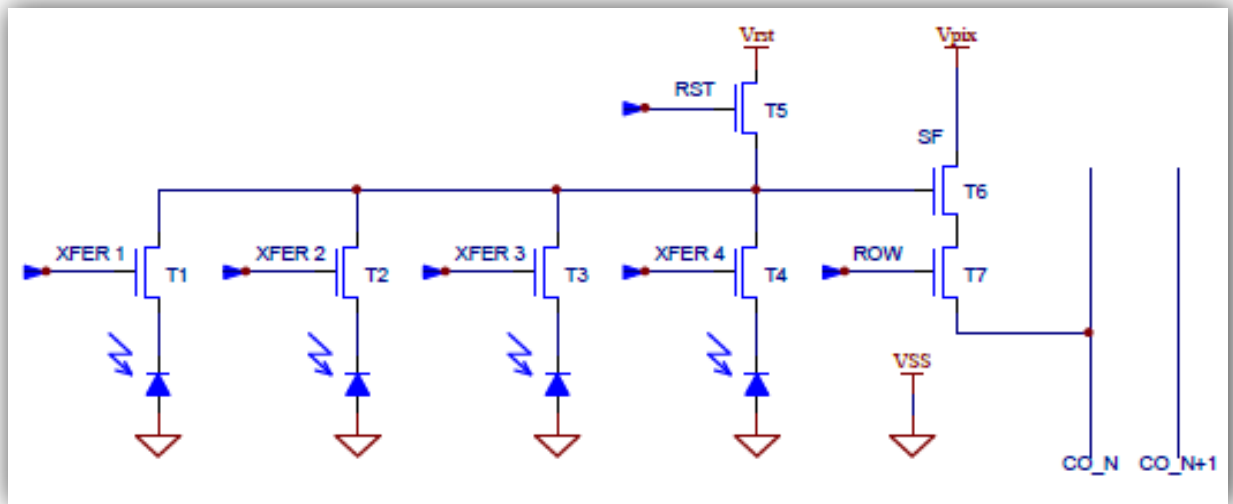 Vrst
Vpix
RST
T5
SF
T6
XFER 1
XFER 2
XFER 3
XFER 4
ROW
T1
T2
T3
T4
T7
VSS
CO_N
CO_N+1